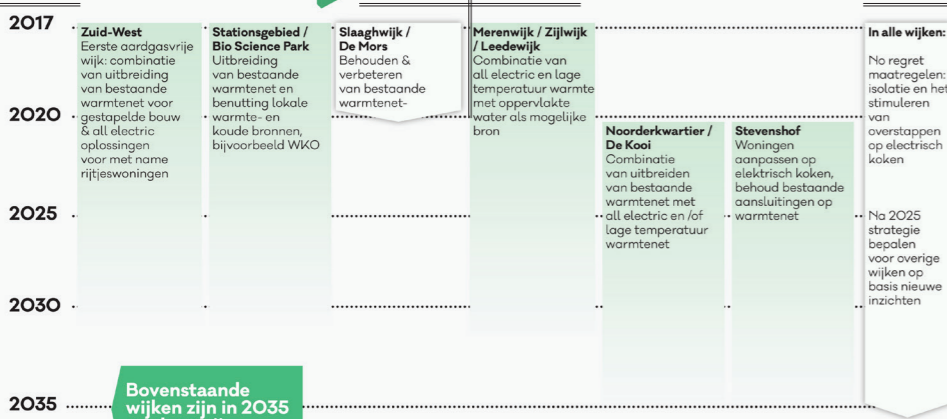 2017
2020
2025
2030
2035
Zuid-West
Eerste aardgasvrije
wijk: combinatie
van uitbreiding
van bestaande
warmtenet voor
gestapelde bouw
& all electric
oplossingen
voor met name
rijtjeswoningen
Stationsgebied /
Bio Science Park
Uitbreiding
van bestaande
warmtenet en
benutting lokale
warmte- en
koude bronnen,
bijvoorbeeld WKO
Slaaghwijk /
De Mors
Behouden &
verbeteren
van bestaande
warmtenet-
Merenwijk / Zijlwijk
/ Leedewijk
Combinatie van
all electric en lage
temperatuur warmte
met oppervlakte
water als mogelijke
bron
Noorderkwartier /
De Kooi
Combinatie
van uitbreiden
van bestaande
warmtenet met
all electric en /of
lage temperatuur
warmtenet
Stevenshof
Woningen
aanpassen op
elektrisch koken,
behoud bestaande
aansluitingen op
warmtenet
In alle wijken:
No regret
maatregelen:
isolatie en het
stimuleren
van
overstappen
op electrisch
koken
Na 2025
strategie
bepalen
voor overige
wijken op
basis nieuwe
inzichten
Bovenstaande
wijken zijn in 2035